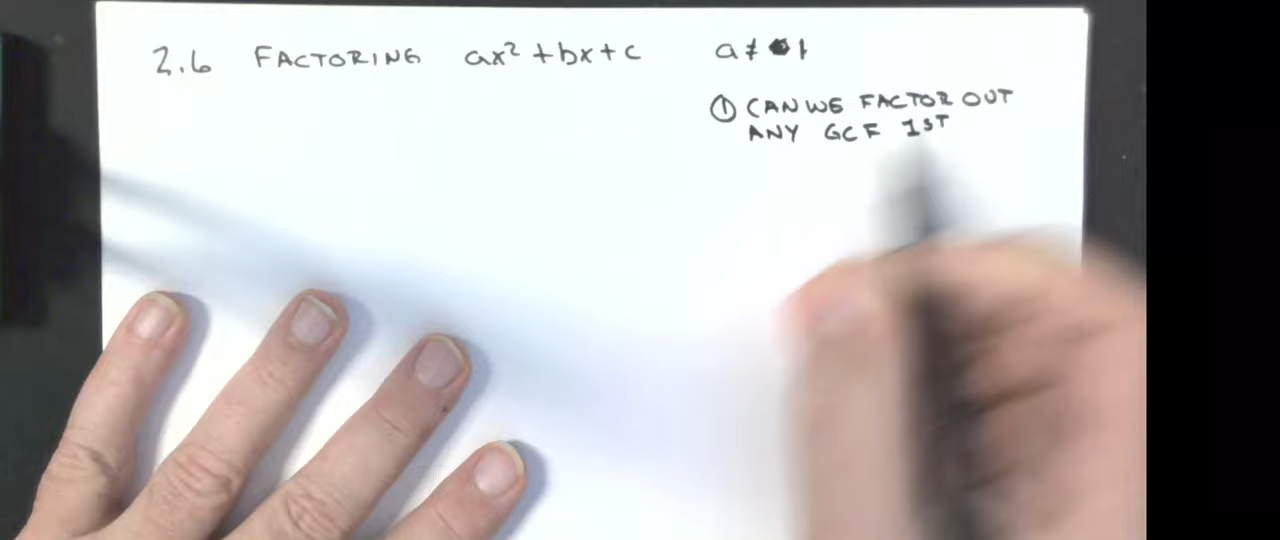 2.6 FACTORING ax² + bx + c a ≠ 1
① CAN WE FACTOR OUT
ANY GCF 1ST